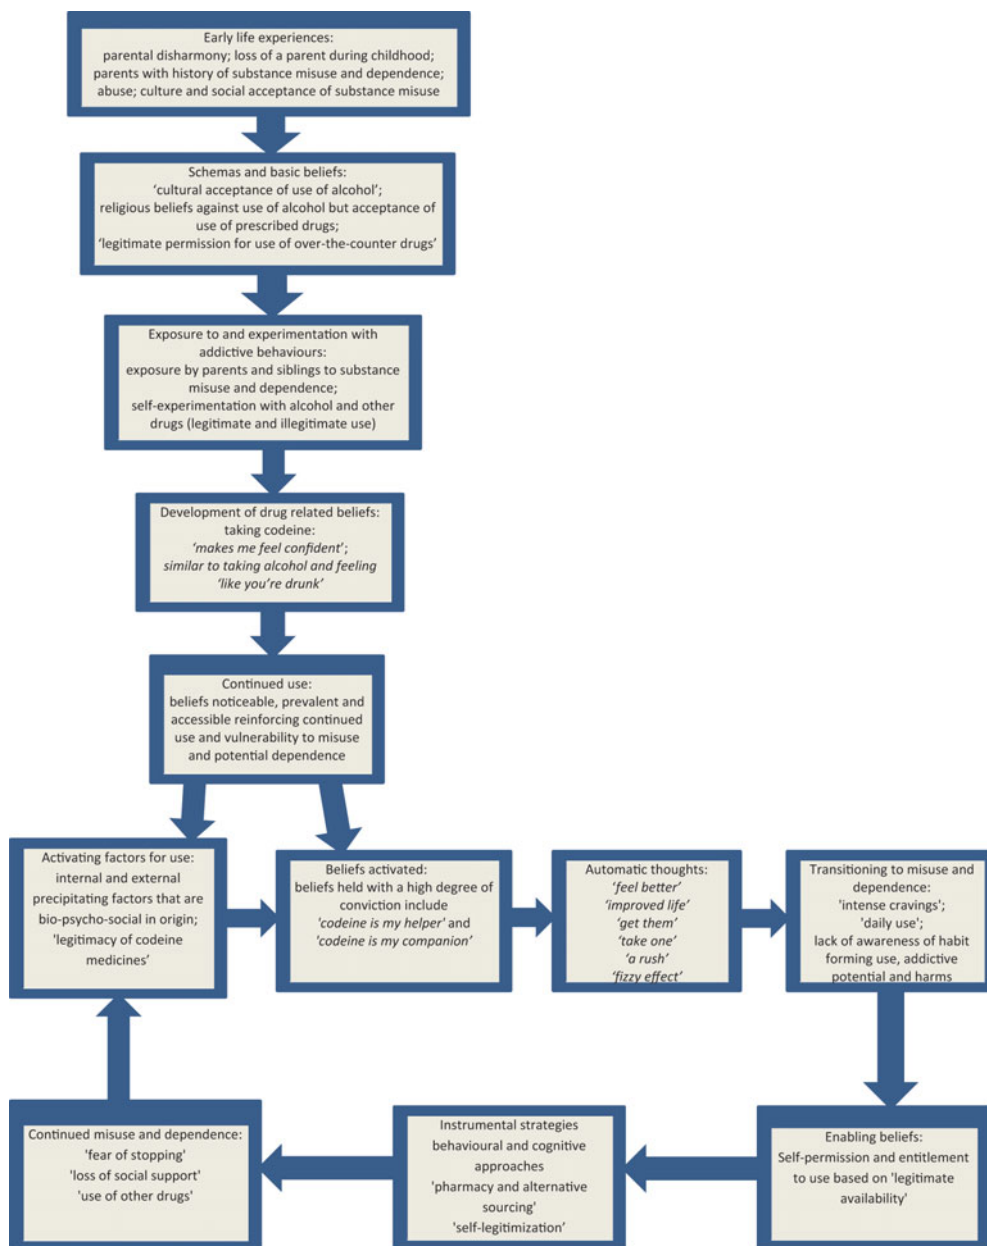 Early life experiences:
parental disharmony; loss of a parent during childhood;
parents with history of substance misuse and dependence;
abuse; culture and social acceptance of substance misuse
Schemas and basic beliefs:
‘cultural acceptance of use of alcohol’;
religious beliefs against use of alcohol but acceptance of
use of prescribed drugs;
‘legitimate permission for use of over-the-counter drugs’
Exposure to and experimentation with
addictive behaviours:
exposure by parents and siblings to substance
misuse and dependence;
self-experimentation with alcohol and other
drugs (legitimate and illegitimate use)
Development of drug related beliefs:
taking codeine:
‘makes me feel confident’;
similar to taking alcohol and feeling
‘like you’re drunk’
Continued use:
beliefs noticeable, prevalent and
accessible reinforcing continued
use and vulnerability to misuse
and potential dependence
Activating factors for use:
internal and external
precipitating factors that are
bio-psycho-social in origin;
'legitimacy of codeine
medicines’
Beliefs activated:
beliefs held with a high degree of
conviction include
'codeine is my helper' and
‘codeine is my companion’
Automatic thoughts:
‘feel better’
‘improved life’
‘get them’
‘take one’
‘a rush’
‘fizzy effect’
Transitioning to misuse and
dependence:
'intense cravings';
'daily use';
lack of awareness of habit
forming use, addictive
potential and harms
Enabling beliefs:
Self-permission and entitlement
to use based on 'legitimate
availability'
Instrumental strategies
behavioural and cognitive
approaches
'pharmacy and alternative
sourcing'
'self-legitimization’
Continued misuse and dependence:
'fear of stopping'
'loss of social support'
'use of other drugs'